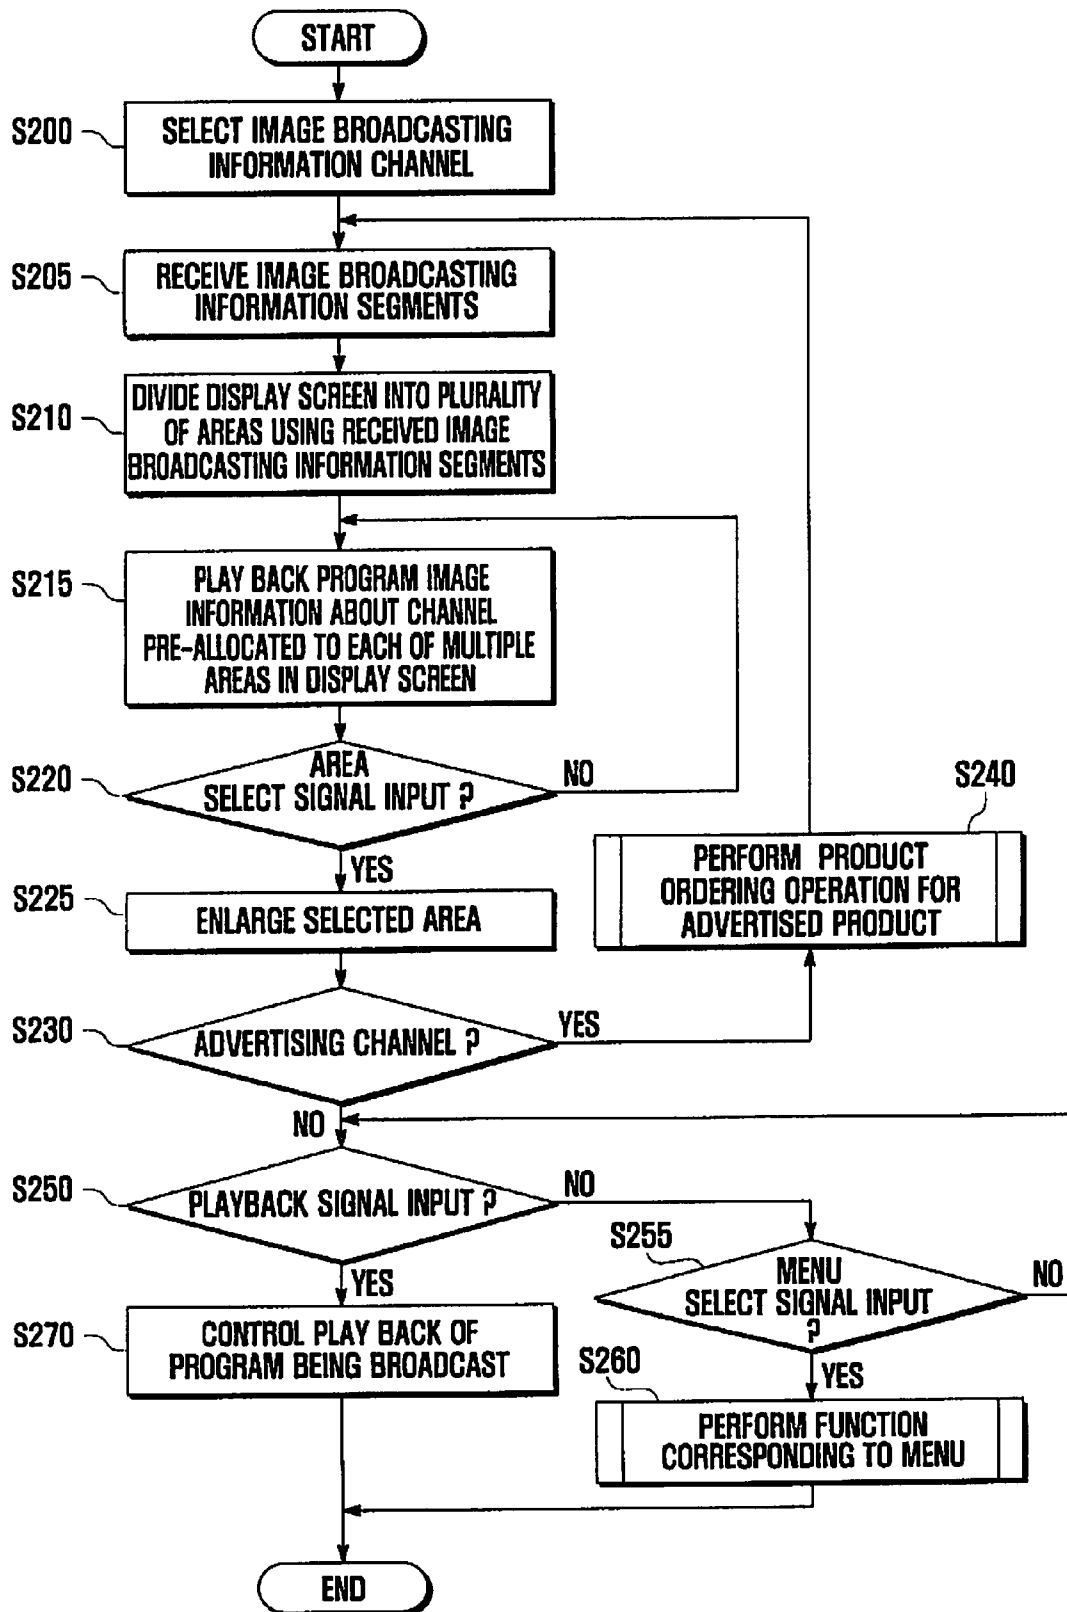 START
S200
SELECT IMAGE BROADCASTING
INFORMATION CHANNEL
S205
RECEIVE IMAGE BROADCASTING
INFORMATION SEGMENTS
S210
DIVIDE DISPLAY SCREEN INTO PLURALITY
OF AREAS USING RECEIVED IMAGE
BROADCASTING INFORMATION SEGMENTS
S215
PLAY BACK PROGRAM IMAGE
INFORMATION ABOUT CHANNEL
PRE-ALLOCATED TO EACH OF MULTIPLE
AREAS IN DISPLAY SCREEN
S220
AREA
SELECT SIGNAL INPUT ?
NO
YES
S225
ENLARGE SELECTED AREA
S240
PERFORM PRODUCT
ORDERING OPERATION FOR
ADVERTISED PRODUCT
S230
ADVERTISING CHANNEL ?
YES
NO
S250
PLAYBACK SIGNAL INPUT ?
NO
YES
S255
MENU
SELECT SIGNAL INPUT
?
NO
YES
S270
CONTROL PLAY BACK OF
PROGRAM BEING BROADCAST
S260
PERFORM FUNCTION
CORRESPONDING TO MENU
END